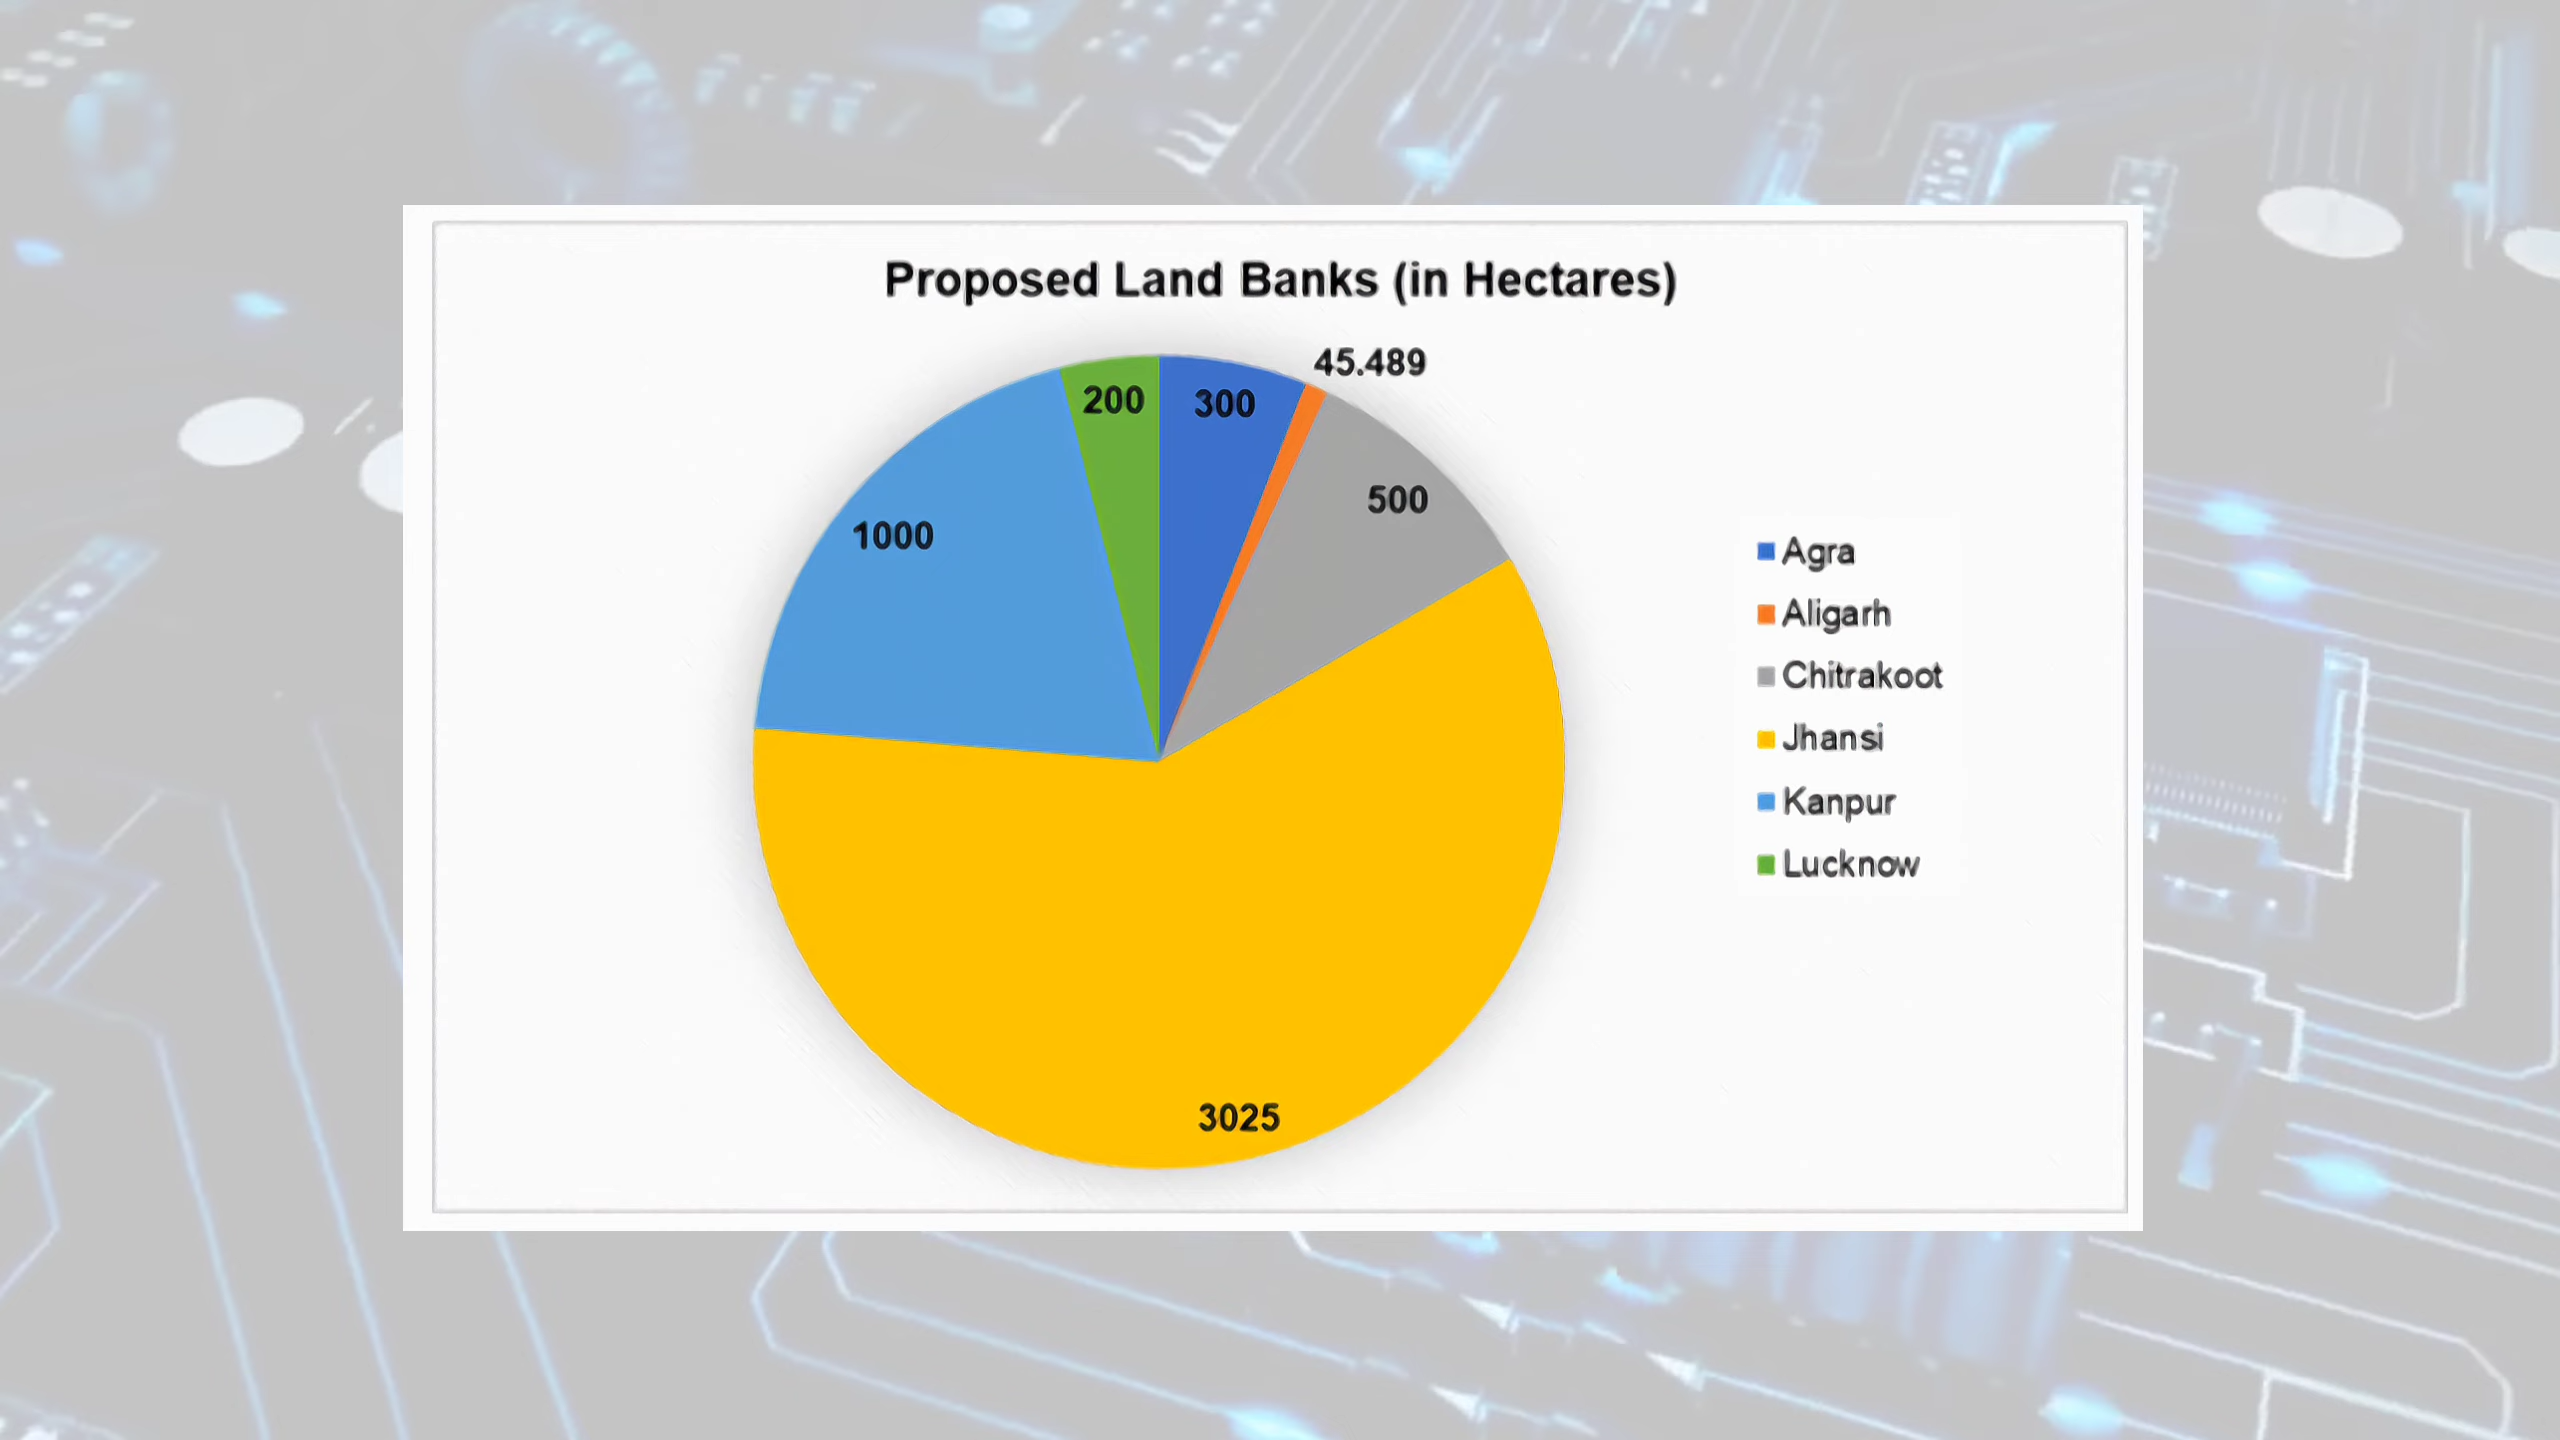 Proposed Land Banks (in Hectares)
45.489
200
300
500
1000
3025
Agra
Aligarh
Chitrakoot
Jhansi
Kanpur
Lucknow